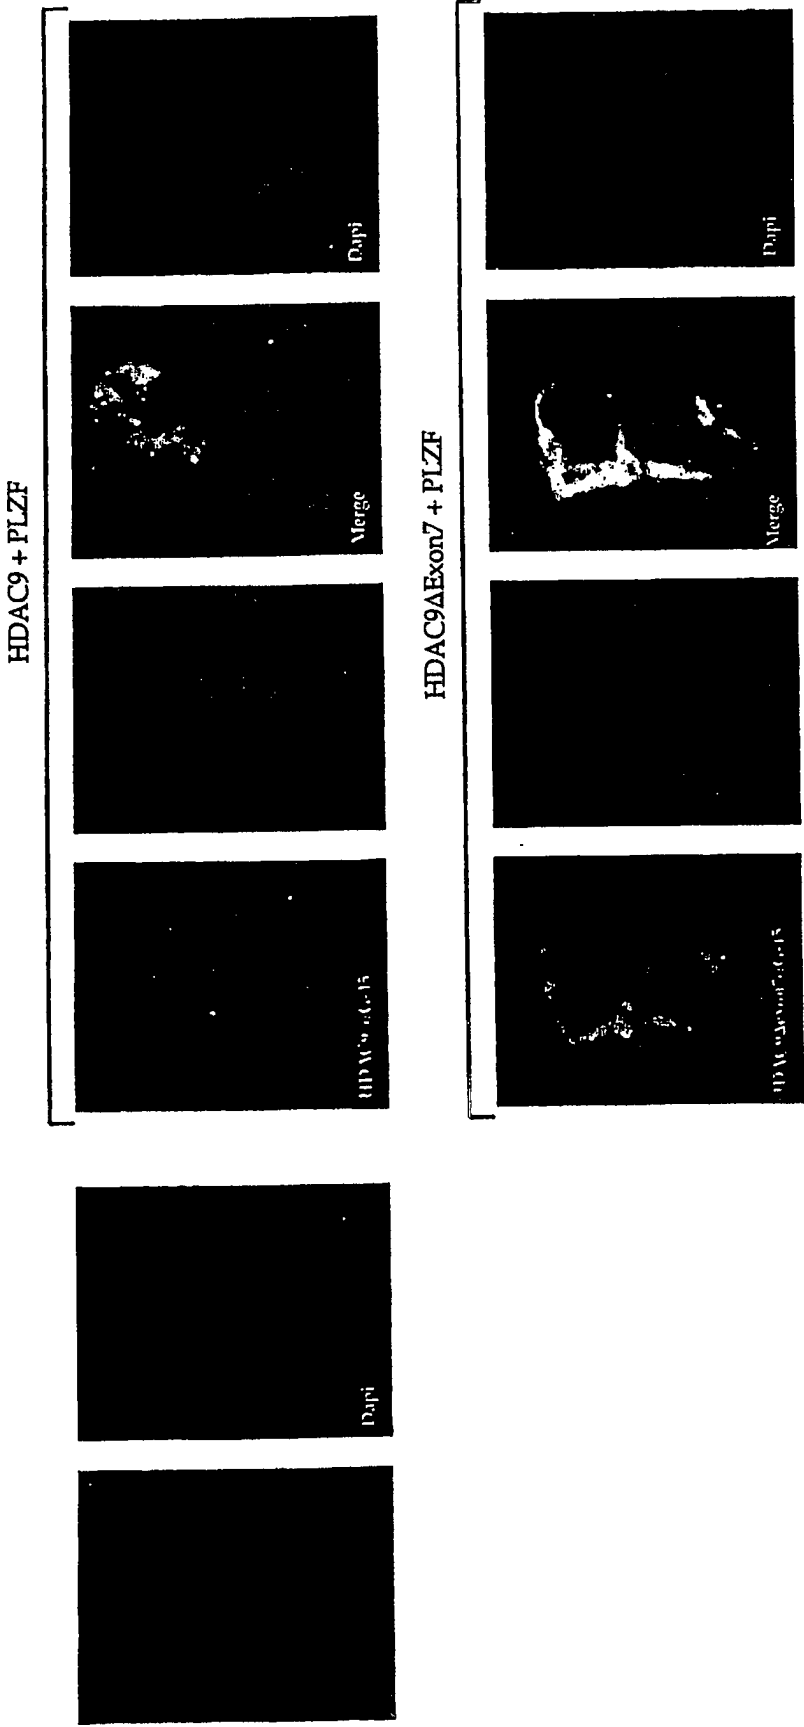 HDAC9 + PLZF
Dapi
Merge
Dapi
HDAC9ΔExon7 + PLZF
Merge
Dapi